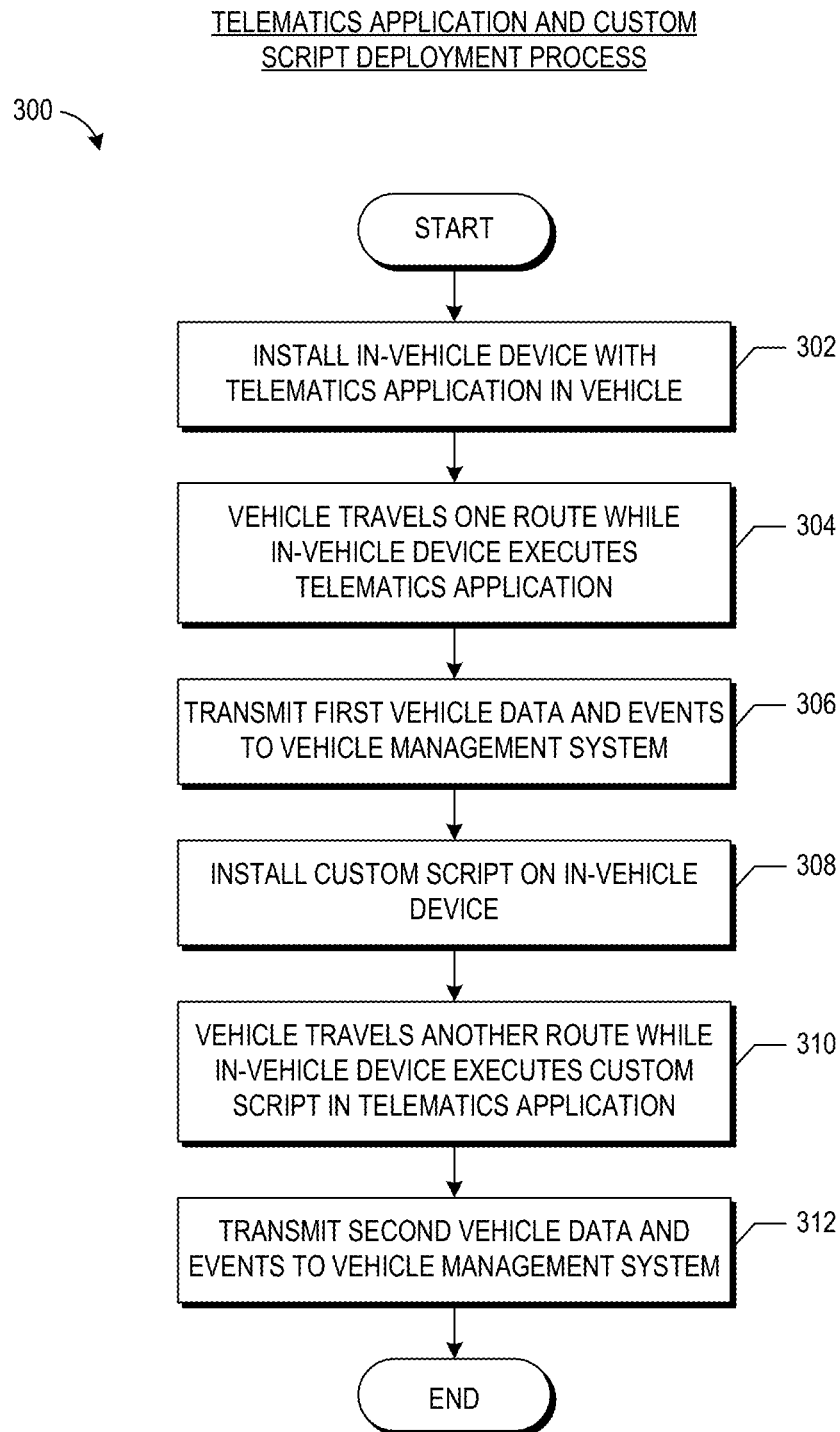 TELEMATICS APPLICATION AND CUSTOM
SCRIPT DEPLOYMENT PROCESS
300
START
INSTALL IN-VEHICLE DEVICE WITH
TELEMATICS APPLICATION IN VEHICLE
302
VEHICLE TRAVELS ONE ROUTE WHILE
IN-VEHICLE DEVICE EXECUTES
TELEMATICS APPLICATION
304
TRANSMIT FIRST VEHICLE DATA AND EVENTS
TO VEHICLE MANAGEMENT SYSTEM
306
INSTALL CUSTOM SCRIPT ON IN-VEHICLE
DEVICE
308
VEHICLE TRAVELS ANOTHER ROUTE WHILE
IN-VEHICLE DEVICE EXECUTES CUSTOM
SCRIPT IN TELEMATICS APPLICATION
310
TRANSMIT SECOND VEHICLE DATA AND
EVENTS TO VEHICLE MANAGEMENT SYSTEM
312
END